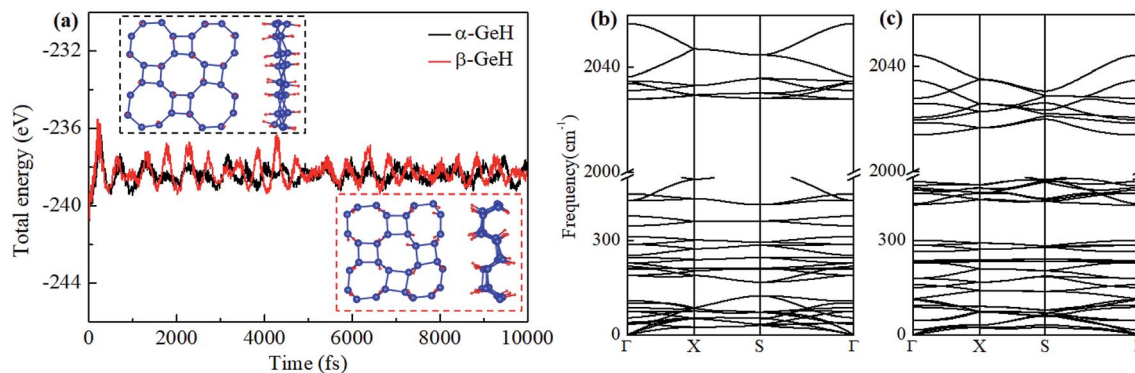 (a)
α-GeH
β-GeH
Total energy (eV)
-232
-236
-240
-244
0
2000
4000
6000
8000
10000
Time (fs)
(b)
Frequency(cm⁻¹)
2040
2000
300
0
Γ
X
S
Γ
(c)
2040
2000
300
0
Γ
X
S